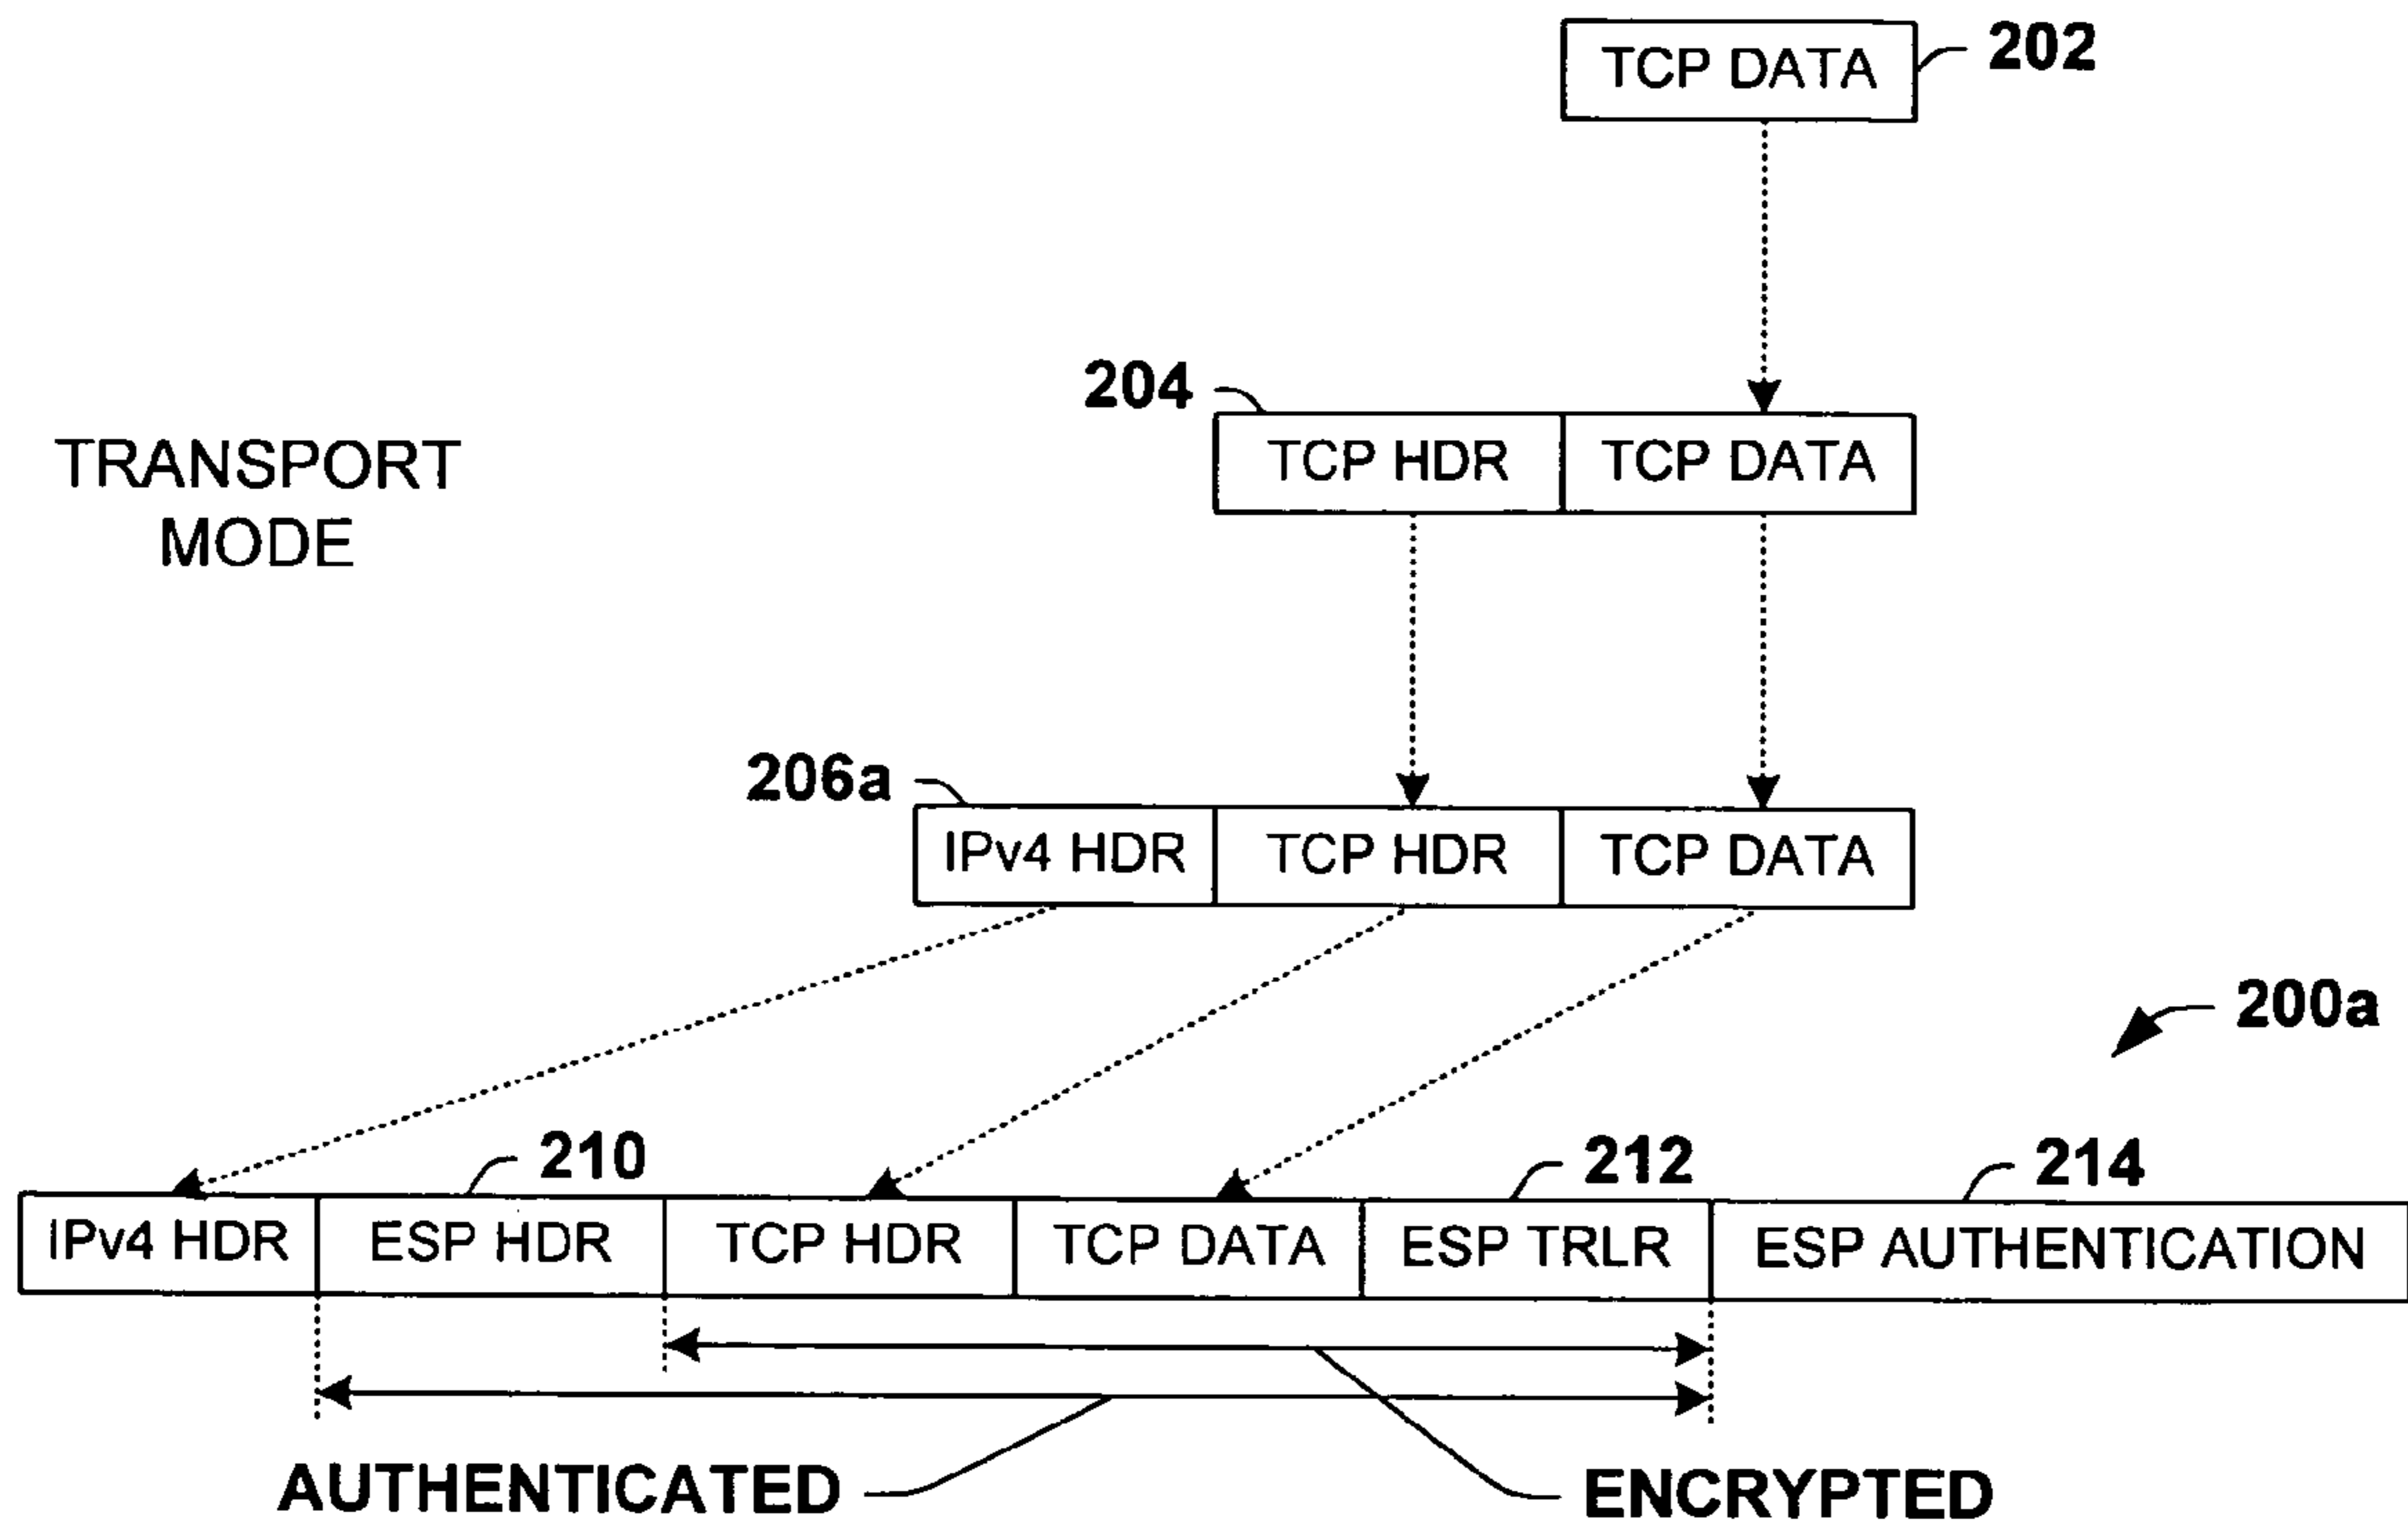 TCP DATA
202
204
TCP HDR
TCP DATA
TRANSPORT
MODE
206a
IPv4 HDR
TCP HDR
TCP DATA
200a
210
212
214
IPv4 HDR
ESP HDR
TCP HDR
TCP DATA
ESP TRLR
ESP AUTHENTICATION
AUTHENTICATED
ENCRYPTED